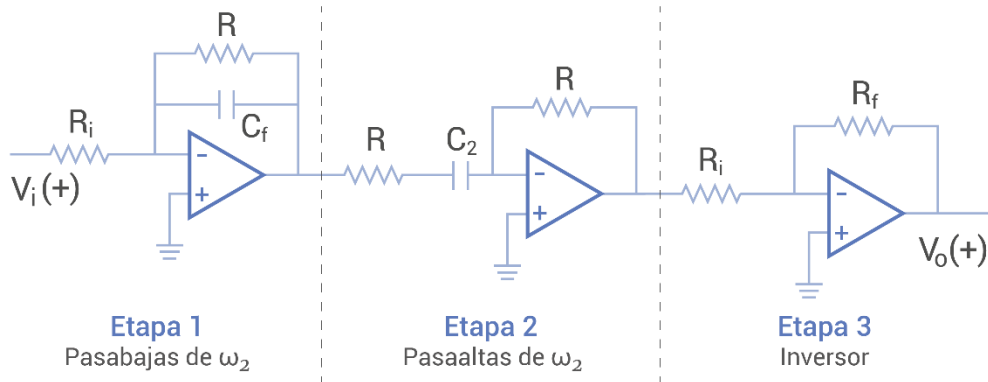 R
C_f
R_i
V_i(+)
-
+
Etapa 1
Pasabajas de ω₂
R
R
C₂
-
+
Etapa 2
Pasaaltas de ω₂
R_f
R_i
-
+
V_o(+)
Etapa 3
Inversor